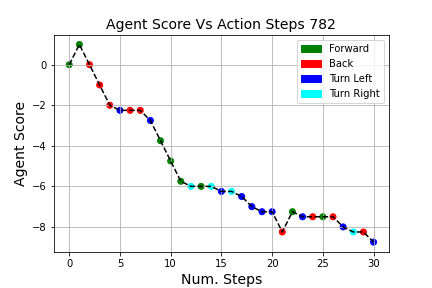 Agent Score Vs Action Steps 782
Forward
Back
Turn Left
Turn Right
Agent Score
0
−2
−4
−6
−8
0 5 10 15 20 25 30
Num. Steps